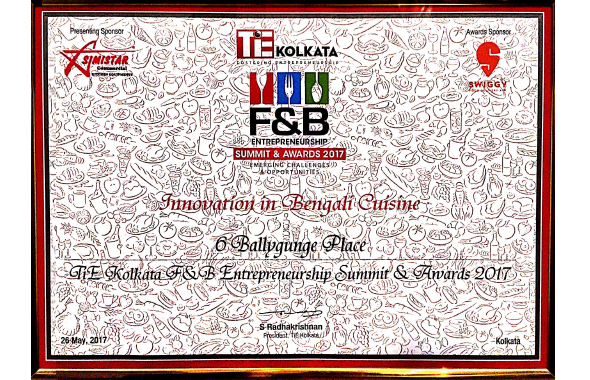 Presenting Sponsor
SIMISTAR
Commercial
KITCHEN EQUIPMENTS
TiE KOLKATA
FOSTERING ENTREPRENEURSHIP
Awards Sponsor
SWIGGY
F&B
ENTREPRENEURSHIP
SUMMIT & AWARDS 2017
EMERGING CHALLENGES
& OPPORTUNITIES
Innovation in Bengali Cuisine
6 Ballygunge Place
TiE Kolkata F&B Entrepreneurship Summit & Awards 2017
S Radhakrishnan
President, TiE Kolkata
26 May, 2017
Kolkata